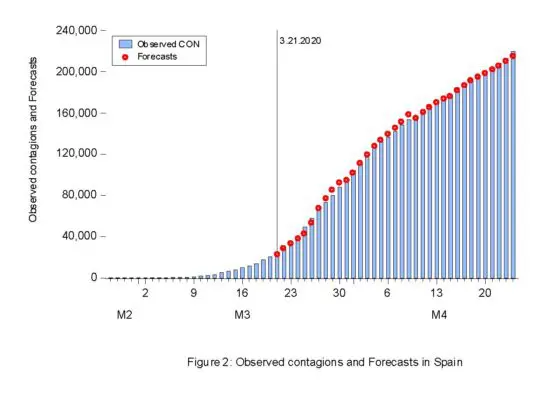 240,000
200,000
160,000
120,000
80,000
40,000
0
Observed contagions and Forecasts
Observed CON
Forecasts
3.21.2020
2 9 16 23 30 6 13 20
M2 M3 M4
Figure 2: Observed contagions and Forecasts in Spain